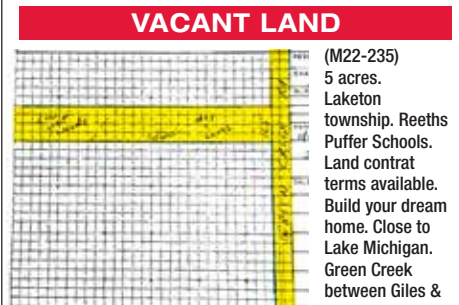 VACANT LAND
(M22-235)
5 acres.
Laketon
township. Reeths
Puffer Schools.
Land contrat
terms available.
Build your dream
home. Close to
Lake Michigan.
Green Creek
between Giles &